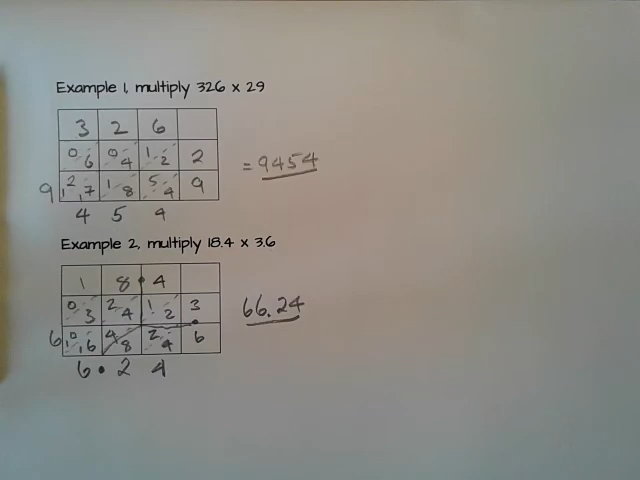 Example 1, multiply 326 x 29
3 2 6
0/6 0/4 1/2 2
9 1 2/1 7 1/8 5/4 9
= 9454
4 5 4
Example 2, multiply 18.4 x 3.6
1 8 . 4
0/3 2/4 1/2 3
6 1 0/1 6 4/8 2/4 6
66.24
6 . 2 4